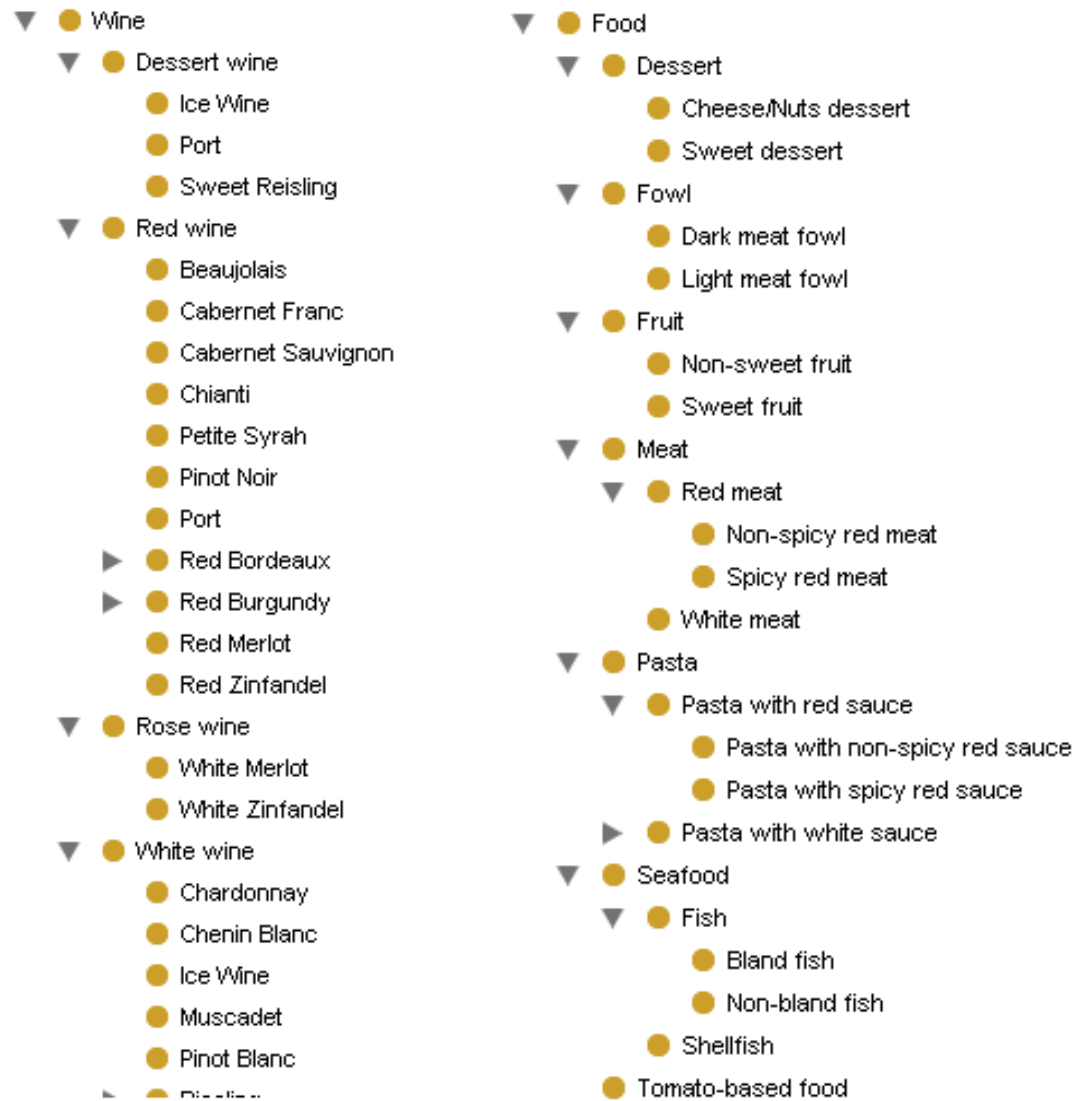 Wine
Dessert wine
Ice Wine
Port
Sweet Reisling
Red wine
Beaujolais
Cabernet Franc
Cabernet Sauvignon
Chianti
Petite Syrah
Pinot Noir
Port
Red Bordeaux
Red Burgundy
Red Merlot
Red Zinfandel
Rose wine
White Merlot
White Zinfandel
White wine
Chardonnay
Chenin Blanc
Ice Wine
Muscadet
Pinot Blanc
Food
Dessert
Cheese/Nuts dessert
Sweet dessert
Fowl
Dark meat fowl
Light meat fowl
Fruit
Non-sweet fruit
Sweet fruit
Meat
Red meat
Non-spicy red meat
Spicy red meat
White meat
Pasta
Pasta with red sauce
Pasta with non-spicy red sauce
Pasta with spicy red sauce
Pasta with white sauce
Seafood
Fish
Bland fish
Non-bland fish
Shellfish
Tomato-based food